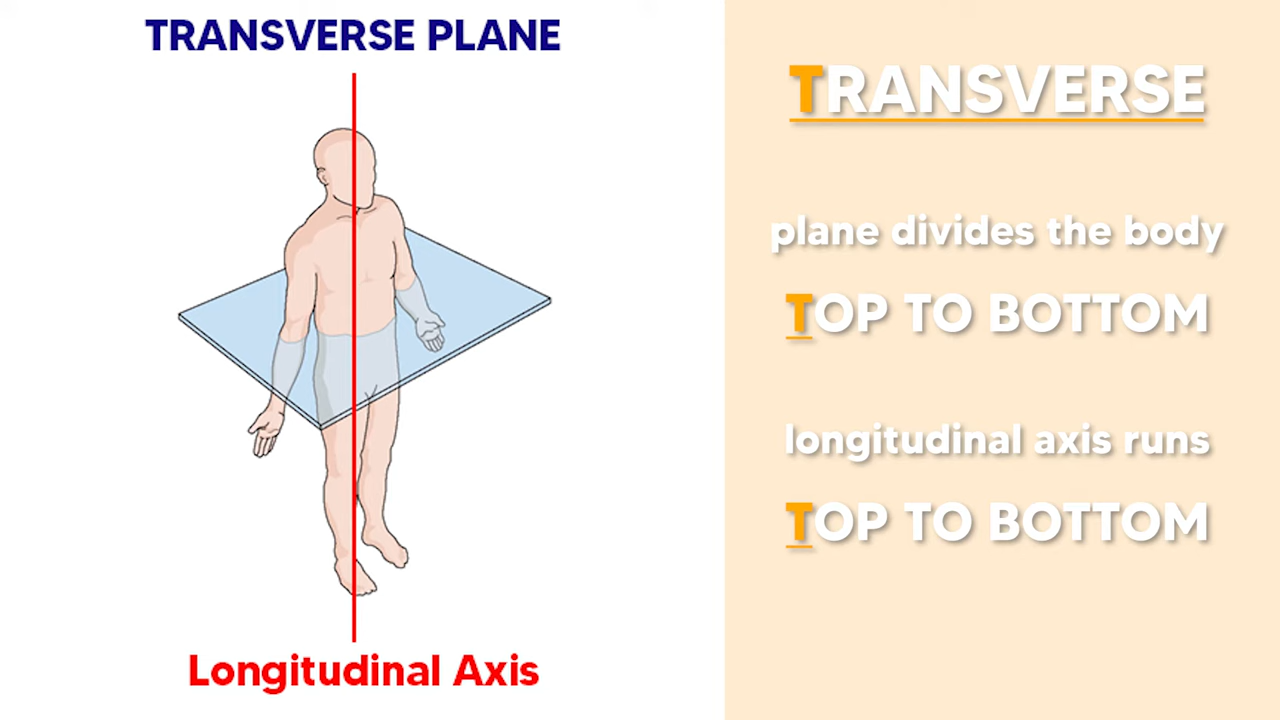 TRANSVERSE PLANE
Longitudinal Axis
TRANSVERSE
plane divides the body
TOP TO BOTTOM
longitudinal axis runs
TOP TO BOTTOM